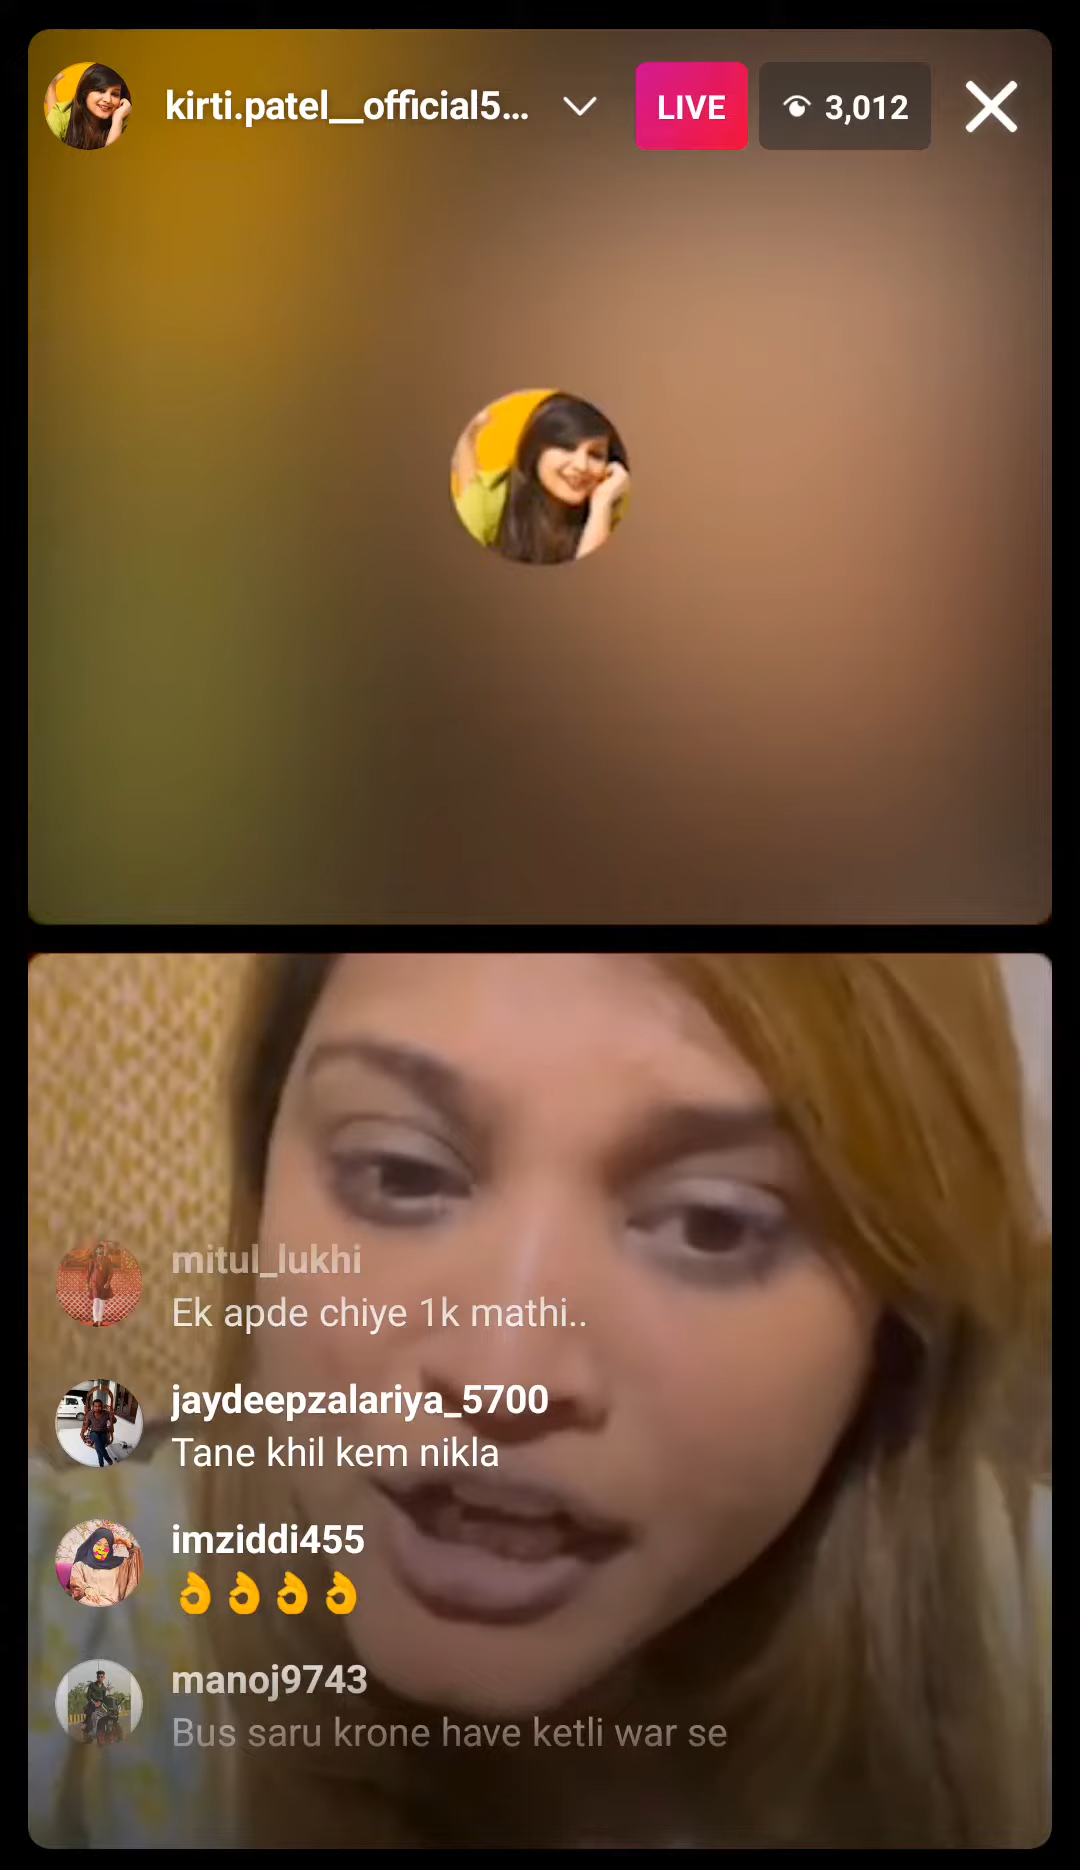 kirti.patel__official5...
LIVE
3,012
mitul_lukhi
Ek apde chiye 1k mathi..
jaydeepzalariya_5700
Tane khil kem nikla
imziddi455
👌👌👌👌
manoj9743
Bus saru krone have ketli war se